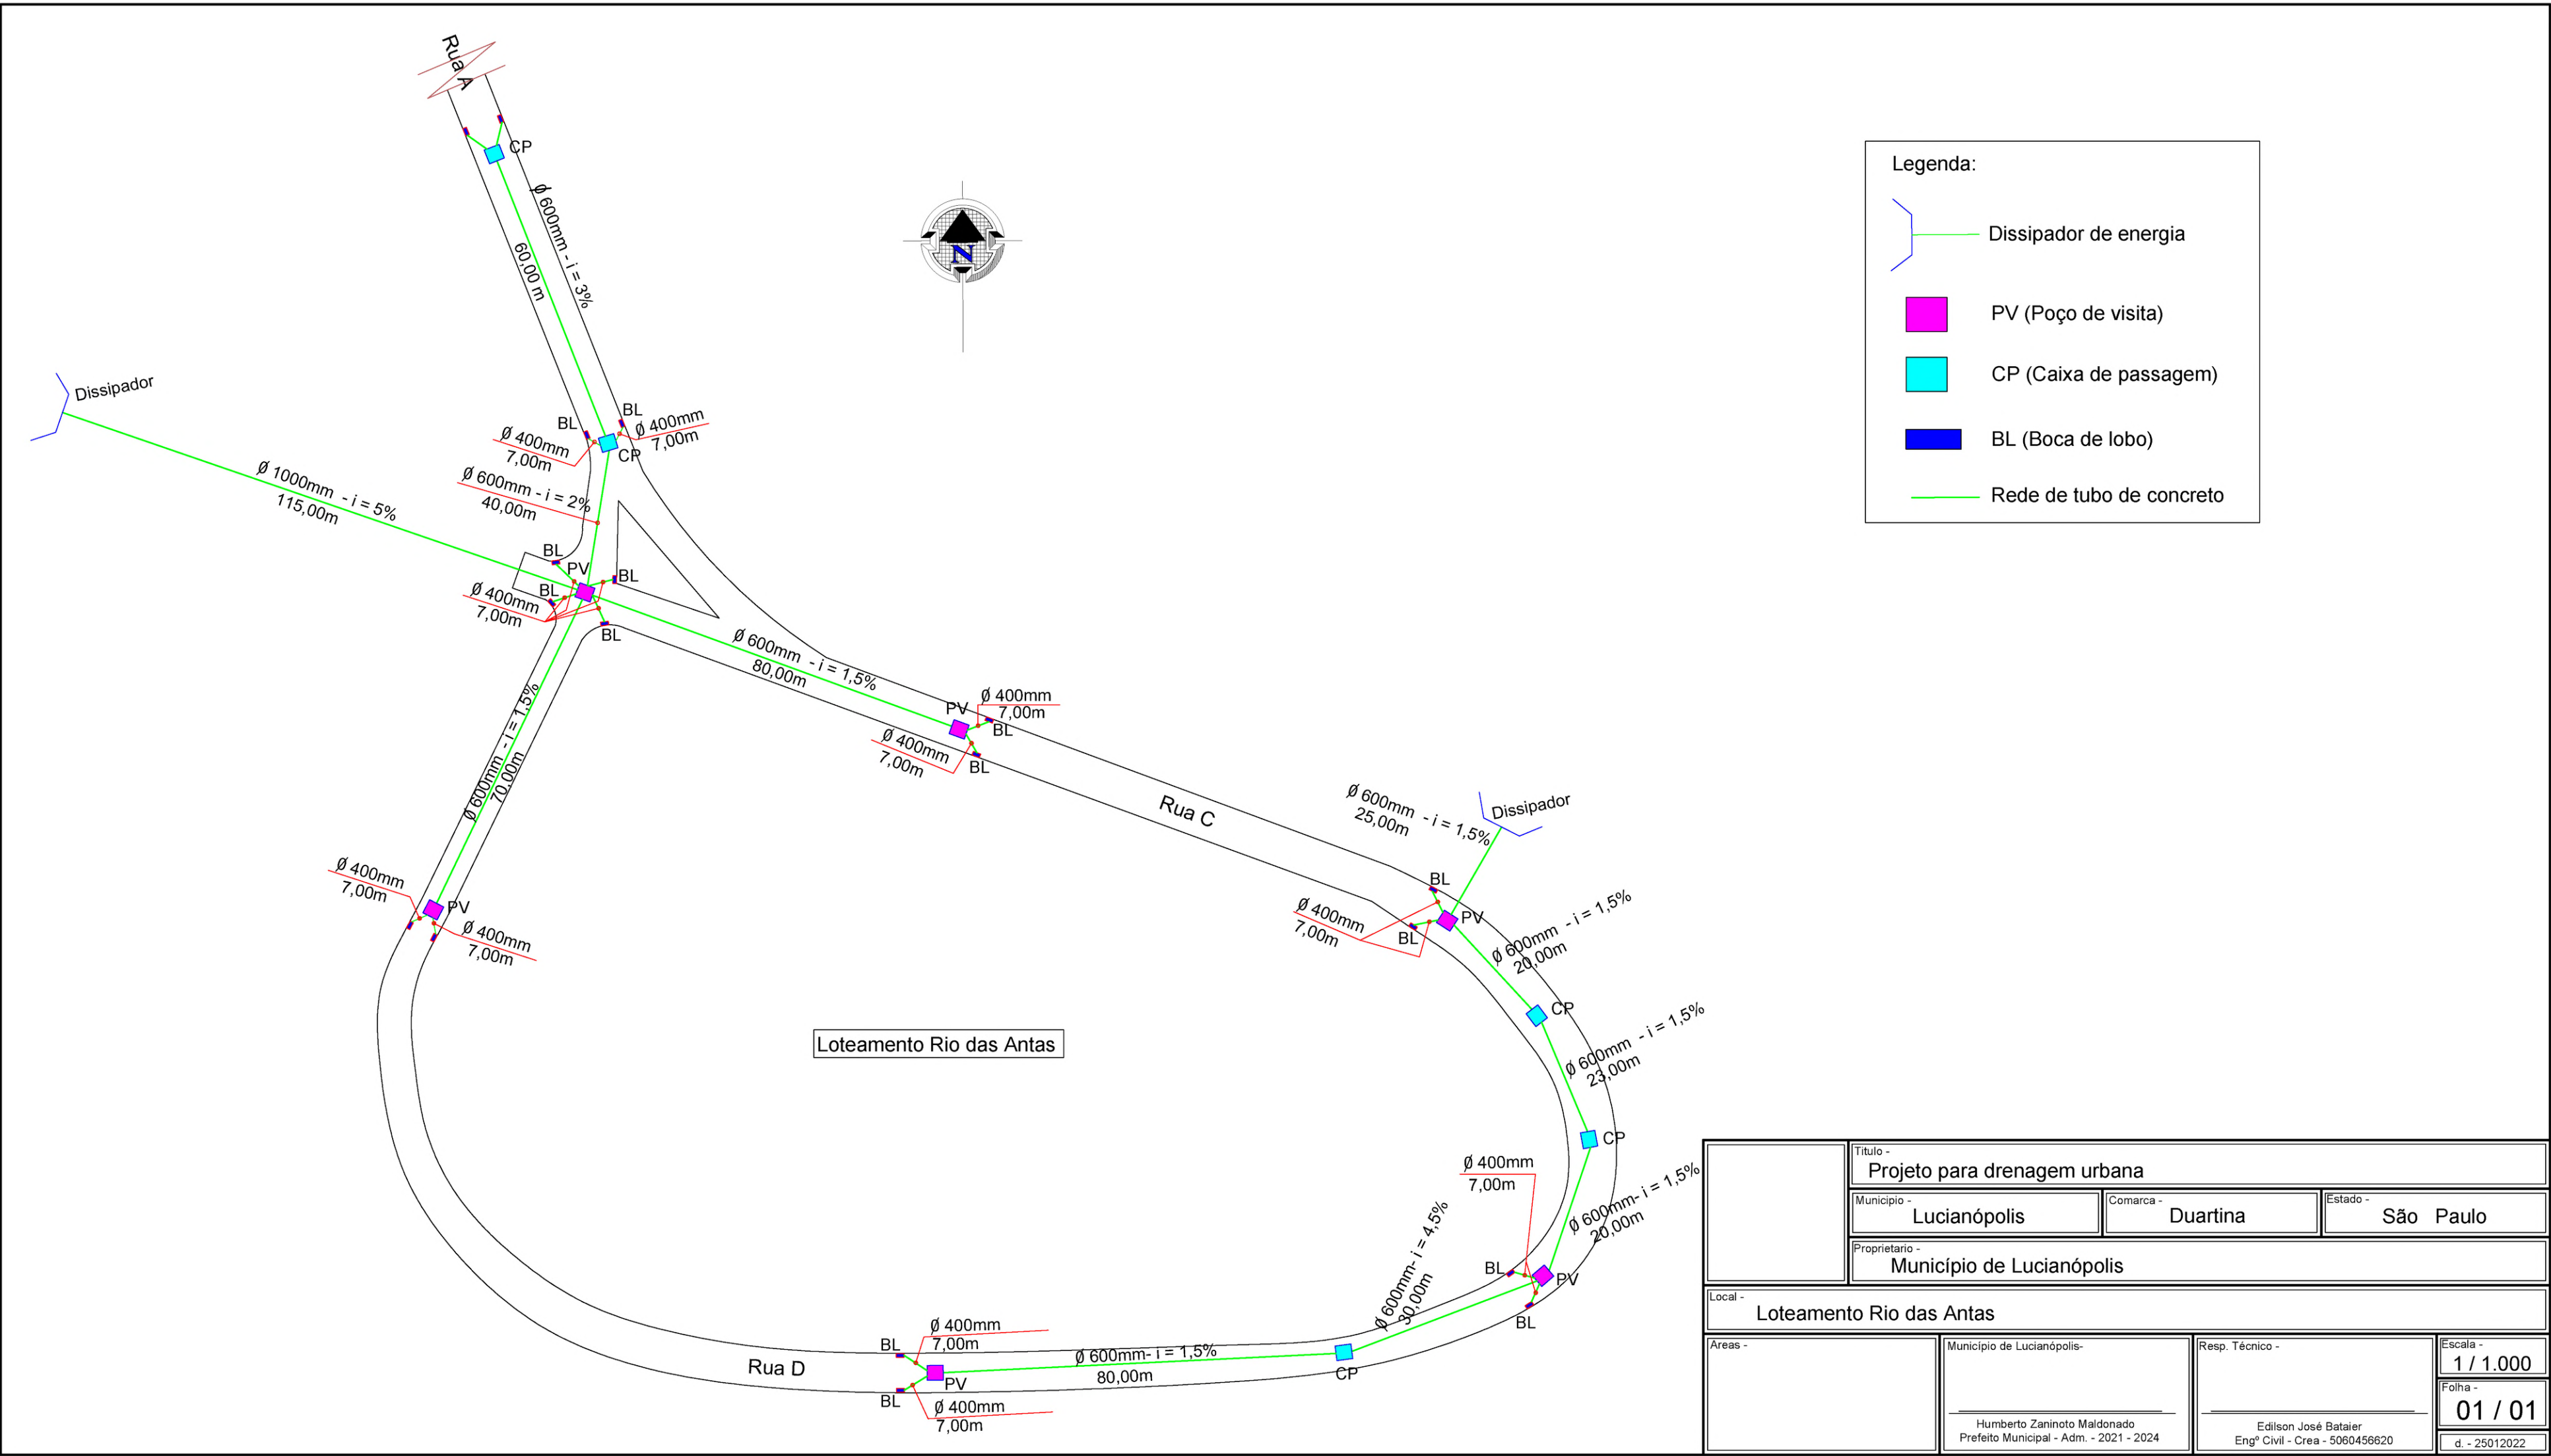 Rua A
CP
Ø 600mm - i = 3%
60,00 m
Legenda:
Dissipador de energia
PV (Poço de visita)
CP (Caixa de passagem)
BL (Boca de lobo)
Rede de tubo de concreto
N
Dissipador
Ø 1000mm - i = 5%
115,00m
BL
BL
Ø 400mm
7,00m
Ø 400mm
7,00m
CP
Ø 600mm - i = 2%
40,00m
BL
PV
BL
BL
Ø 400mm
7,00m
BL
Ø 600mm - i = 1,5%
80,00m
Ø 600mm - i = 1,5%
70,00m
PV
Ø 400mm
7,00m
BL
Ø 400mm
7,00m
BL
Rua C
Ø 600mm - i = 1,5%
25,00m
Dissipador
BL
PV
Ø 400mm
7,00m
BL
Ø 600mm - i = 1,5%
20,00m
Ø 400mm
7,00m
PV
Ø 400mm
7,00m
CP
Ø 600mm - i = 1,5%
23,00m
Loteamento Rio das Antas
CP
Ø 400mm
7,00m
Ø 600mm- i = 1,5%
20,00m
Ø 600mm- i = 4,5%
30,00m
BL
PV
BL
BL
Ø 400mm
7,00m
Rua D
Ø 600mm- i = 1,5%
80,00m
CP
PV
BL
Ø 400mm
7,00m
Titulo -
Projeto para drenagem urbana
Municipio -
Lucianópolis
Comarca -
Duartina
Estado -
São Paulo
Proprietario -
Município de Lucianópolis
Local -
Loteamento Rio das Antas
Areas -
Município de Lucianópolis-
Humberto Zaninoto Maldonado
Prefeito Municipal - Adm. - 2021 - 2024
Resp. Técnico -
Edilson José Bataier
Engº Civil - Crea - 5060456620
Escala -
1 / 1.000
Folha -
01 / 01
d. - 25012022